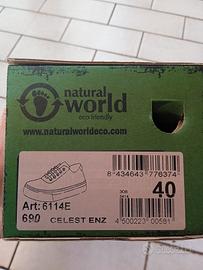 natural
world
eco friendly
www.naturalworldeco.com
8 434643 776374
40
Art: 6114E
690 CELEST ENZ
4 500223 00581